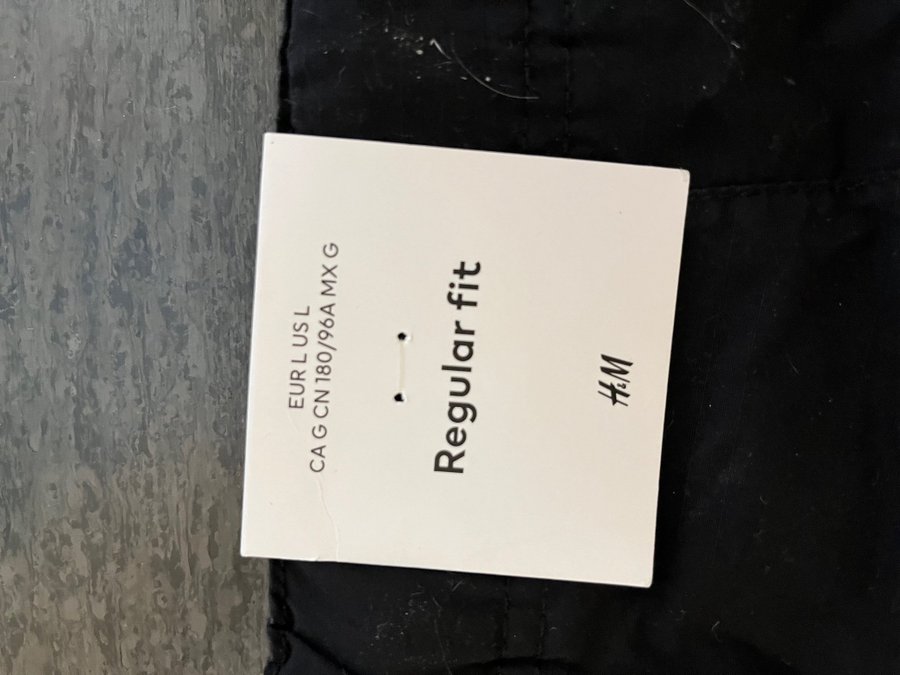 EUR L US L
CA G CN 180/96A MX G
Regular fit
H&M